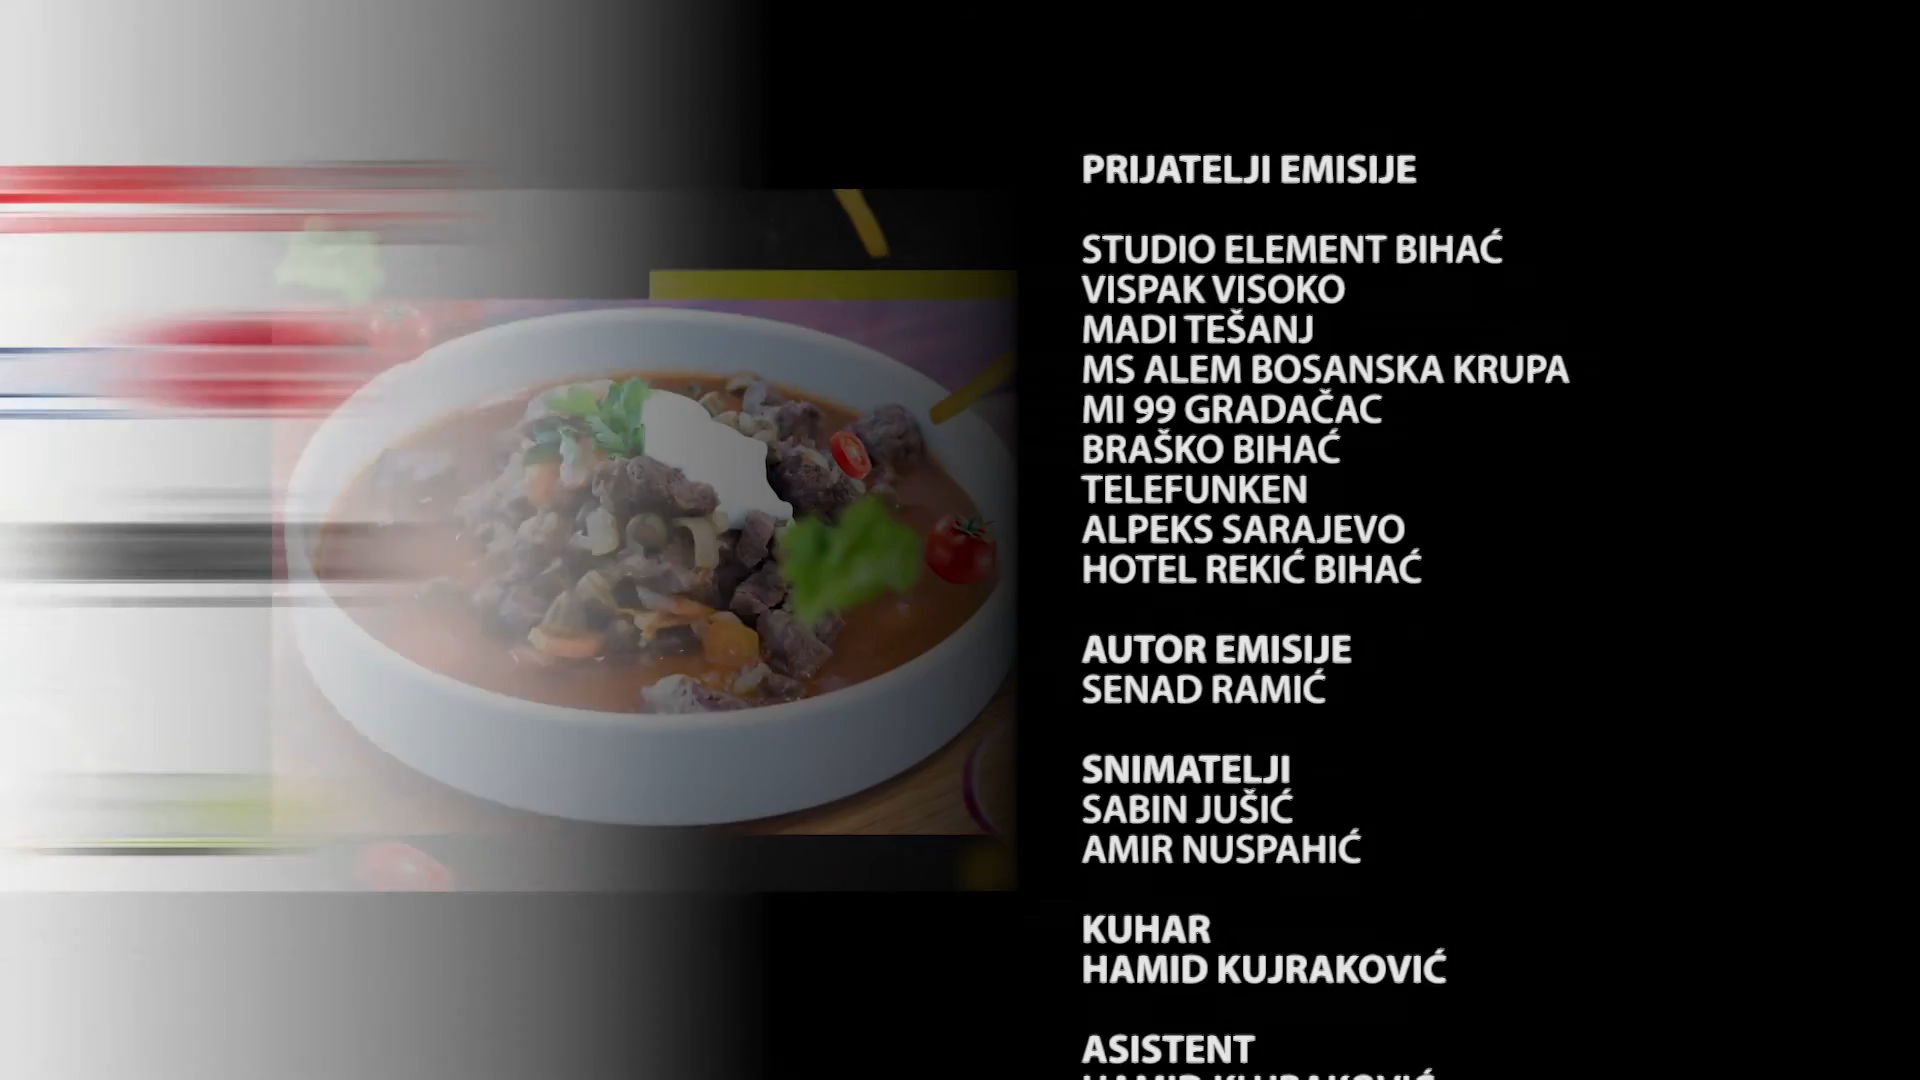 PRIJATELJI EMISIJE
STUDIO ELEMENT BIHAĆ
VISPAK VISOKO
MADI TEŠANJ
MS ALEM BOSANSKA KRUPA
MI 99 GRADAČAC
BRAŠKO BIHAĆ
TELEFUNKEN
ALPEKS SARAJEVO
HOTEL REKIĆ BIHAĆ
AUTOR EMISIJE
SENAD RAMIĆ
SNIMATELJI
SABIN JUŠIĆ
AMIR NUSPAHIĆ
KUHAR
HAMID KUJRAKOVIĆ
ASISTENT